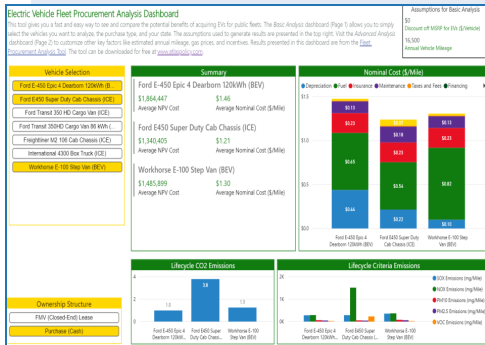 Electric Vehicle Fleet Procurement Analysis Dashboard
This tool gives you a fast and easy way to see and compare the potential benefits of acquiring EVs for public fleets. The Basic Analysis dashboard (Page 1) allows you to simply
select the vehicles you want to analyze, the purchase type, and your state. The assumptions used to generate results are presented in the top right. Visit the Advanced Analysis
dashboard (Page 2) to customize other key factors like estimated annual mileage, gas prices, and incentives. Results presented in this dashboard are from the Fleet
Procurement Analysis Tool. The tool can be downloaded for free at www.atlaspolicy.com.
Assumptions for Basic Analysis
$0
Discount off MSRP for EVs ($/Vehicle)
16,500
Annual Vehicle Mileage
Vehicle Selection
Ford E-450 Epic 4 Dearborn 120kWh (B...
Ford E450 Super Duty Cab Chassis (ICE)
Ford Transit 350 HD Cargo Van (ICE)
Ford Transit 350HD Cargo Van 86 kWh (...
Freightliner M2 106 Cab Chassis (ICE)
International 4300 Box Truck (ICE)
Workhorse E-100 Step Van (BEV)
Ownership Structure
FMV (Closed-End) Lease
Purchase (Cash)
Summary
Ford E-450 Epic 4 Dearborn 120kWh (BEV)
$1,864,447 $1.46
Average NPV Cost Average Nominal Cost ($/Mile)
Ford E450 Super Duty Cab Chassis (ICE)
$1,340,405 $1.21
Average NPV Cost Average Nominal Cost ($/Mile)
Workhorse E-100 Step Van (BEV)
$1,485,899 $1.30
Average NPV Cost Average Nominal Cost ($/Mile)
Nominal Cost ($/Mile)
Depreciation Fuel Insurance Maintenance Taxes and Fees Financing
$1.5
$1.0
$0.5
$0.0
$0.13
$0.23
$0.65
$0.44
$0.18
$0.23
$0.54
$0.22
$0.13
$0.23
$0.82
$0.10
Ford E-450 Epic 4 Dearborn 120kWh (BEV)
Ford E450 Super Duty Cab Chassis (ICE)
Workhorse E-100 Step Van (BEV)
Lifecycle CO2 Emissions
4
2
0
1.0
3.8
1.0
Ford E-450 Epic 4 Dearborn 120kW...
Ford E450 Super Duty Cab Chassi...
Workhorse E-100 Step Van (BEV)
Lifecycle Criteria Emissions
2K
1K
0K
Ford E-450 Epic 4 Dearborn 120kW...
Ford E450 Super Duty Cab Chass...
Workhorse E-100 Step Van (BEV)
SOX Emissions (mg/Mile)
NOX Emissions (mg/Mile)
PM10 Emissions (mg/Mile)
PM2.5 Emissions (mg/Mile)
VOC Emissions (mg/Mile)